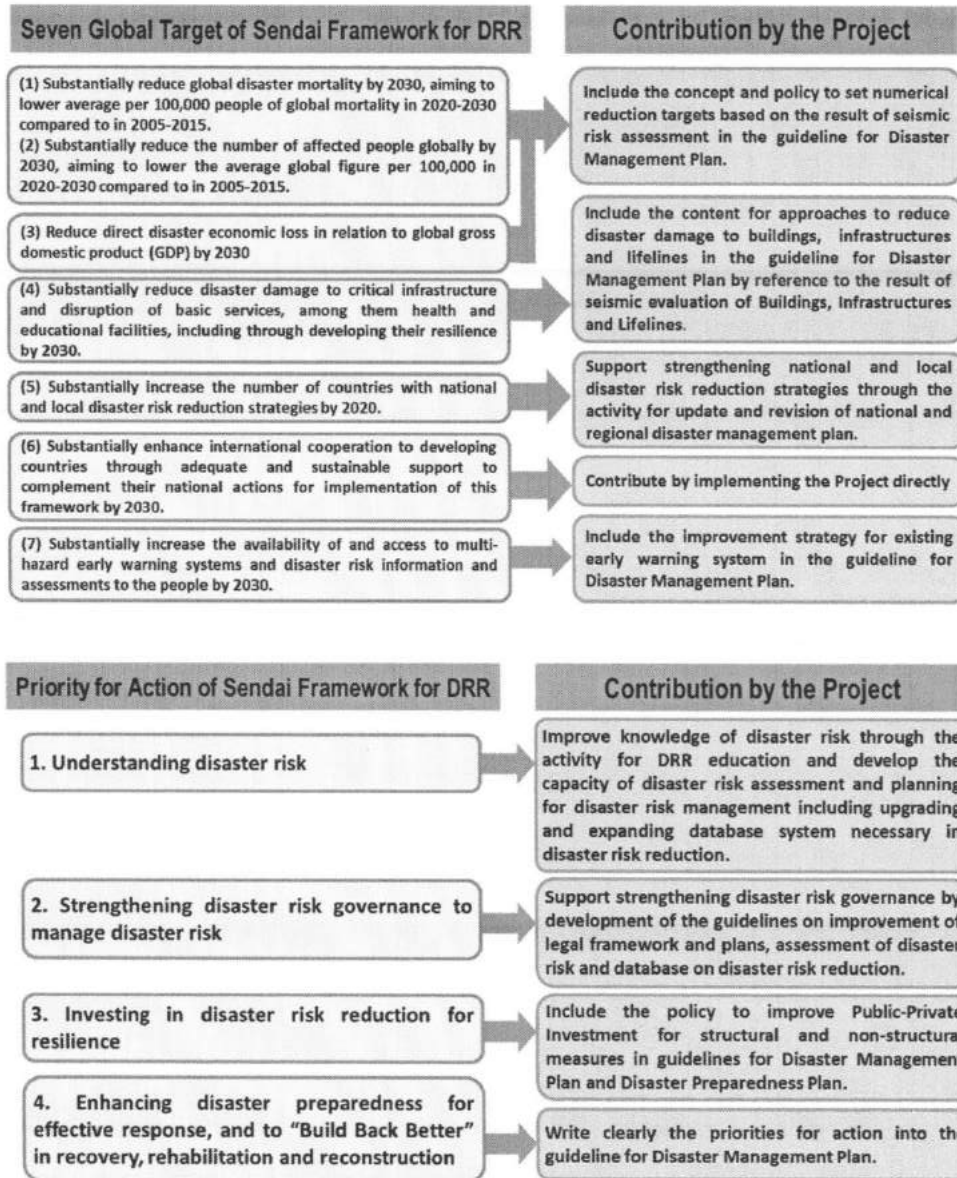 Seven Global Target of Sendai Framework for DRR
Contribution by the Project
(1) Substantially reduce global disaster mortality by 2030, aiming to
lower average per 100,000 people of global mortality in 2020-2030
compared to in 2005-2015.
(2) Substantially reduce the number of affected people globally by
2030, aiming to lower the average global figure per 100,000 in
2020-2030 compared to in 2005-2015.
Include the concept and policy to set numerical
reduction targets based on the result of seismic
risk assessment in the guideline for Disaster
Management Plan.
(3) Reduce direct disaster economic loss in relation to global gross
domestic product (GDP) by 2030
(4) Substantially reduce disaster damage to critical infrastructure
and disruption of basic services, among them health and
educational facilities, including through developing their resilience
by 2030.
Include the content for approaches to reduce
disaster damage to buildings, infrastructures
and lifelines in the guideline for Disaster
Management Plan by reference to the result of
seismic evaluation of Buildings, Infrastructures
and Lifelines.
(5) Substantially increase the number of countries with national
and local disaster risk reduction strategies by 2020.
Support strengthening national and local
disaster risk reduction strategies through the
activity for update and revision of national and
regional disaster management plan.
(6) Substantially enhance international cooperation to developing
countries through adequate and sustainable support to
complement their national actions for implementation of this
framework by 2030.
Contribute by implementing the Project directly
(7) Substantially increase the availability of and access to multi-
hazard early warning systems and disaster risk information and
assessments to the people by 2030.
Include the improvement strategy for existing
early warning system in the guideline for
Disaster Management Plan.
Priority for Action of Sendai Framework for DRR
Contribution by the Project
1. Understanding disaster risk
Improve knowledge of disaster risk through the
activity for DRR education and develop the
capacity of disaster risk assessment and planning
for disaster risk management including upgrading
and expanding database system necessary in
disaster risk reduction.
2. Strengthening disaster risk governance to
manage disaster risk
Support strengthening disaster risk governance by
development of the guidelines on improvement of
legal framework and plans, assessment of disaster
risk and database on disaster risk reduction.
3. Investing in disaster risk reduction for
resilience
Include the policy to improve Public-Private
Investment for structural and non-structura
measures in guidelines for Disaster Managemen
Plan and Disaster Preparedness Plan.
4. Enhancing disaster preparedness for
effective response, and to “Build Back Better”
in recovery, rehabilitation and reconstruction
Write clearly the priorities for action into th
guideline for Disaster Management Plan.